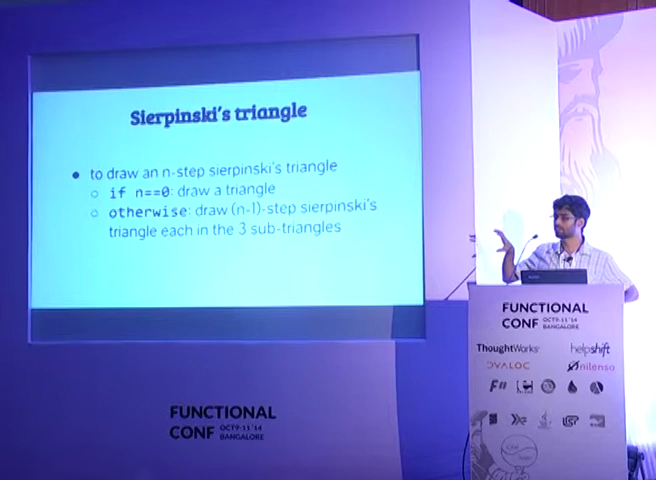 Sierpinski's triangle
● to draw an n-step sierpinski's triangle
○ if n==0: draw a triangle
○ otherwise: draw (n-1)-step sierpinski's
triangle each in the 3 sub-triangles
FUNCTIONAL
CONF OCT9-11 '14
BANGALORE
FUNCTIONAL
CONF OCT9-11 '14
BANGALORE
ThoughtWorks helpshift
OVALOC nilenso
F#